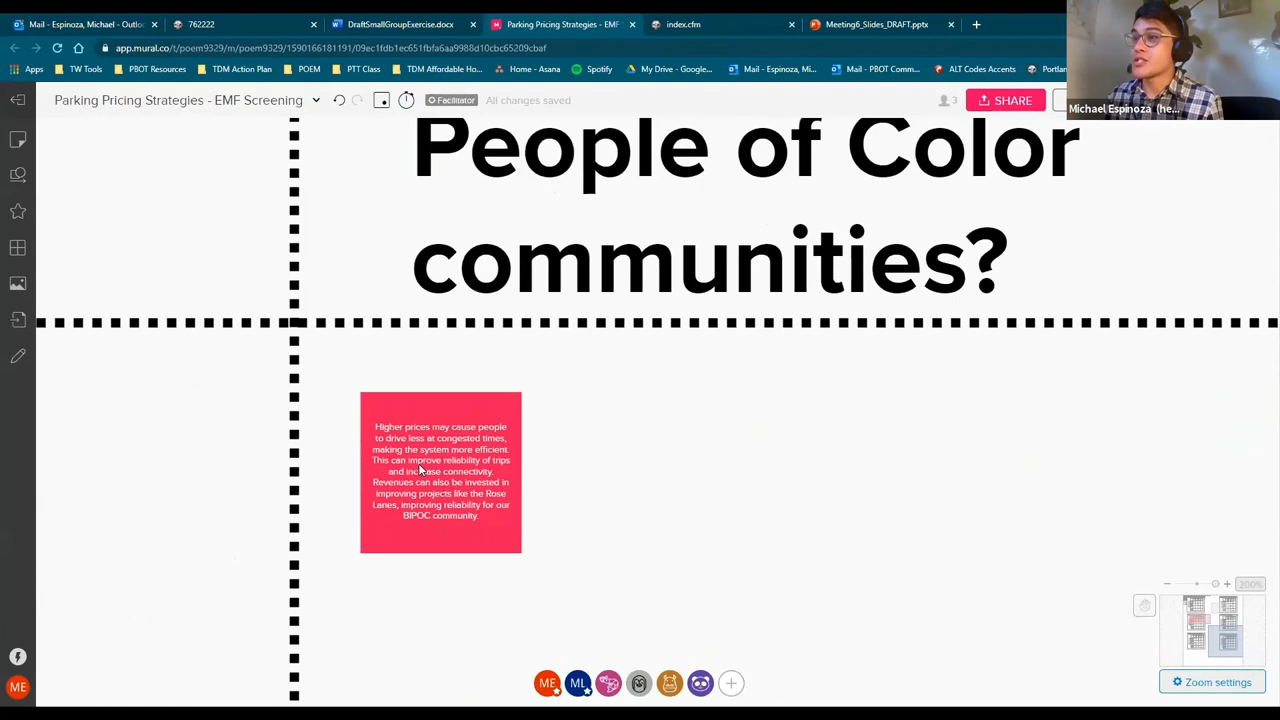 Mail - Espinoza, Michael - Outlo
762222
DraftSmallGroupExercise.docx
Parking Pricing Strategies - EMF
index.cfm
Meeting6_Slides_DRAFT.pptx
app.mural.co/t/poem9329/m/poem9329/1590166181191/09ec1fdb1ec651fbfa6aa9988d10cbc65209cbaf
Apps
TW Tools
PBOT Resources
TDM Action Plan
POEM
PTT Class
TDM Affordable Ho...
Home - Asana
Spotify
My Drive - Google...
Mail - Espinoza, Mi...
Mail - PBOT Comm...
ALT Codes Accents
Portlan
Michael Espinoza (he...
Parking Pricing Strategies - EMF Screening
Facilitator
All changes saved
3
SHARE
People of Color
communities?
Higher prices may cause people
to drive less at congested times,
making the system more efficient.
This can improve reliability of trips
and increase connectivity.
Revenues can also be invested in
improving projects like the Rose
Lanes, improving reliability for our
BIPOC community.
200%
Zoom settings
ME
ME
ML